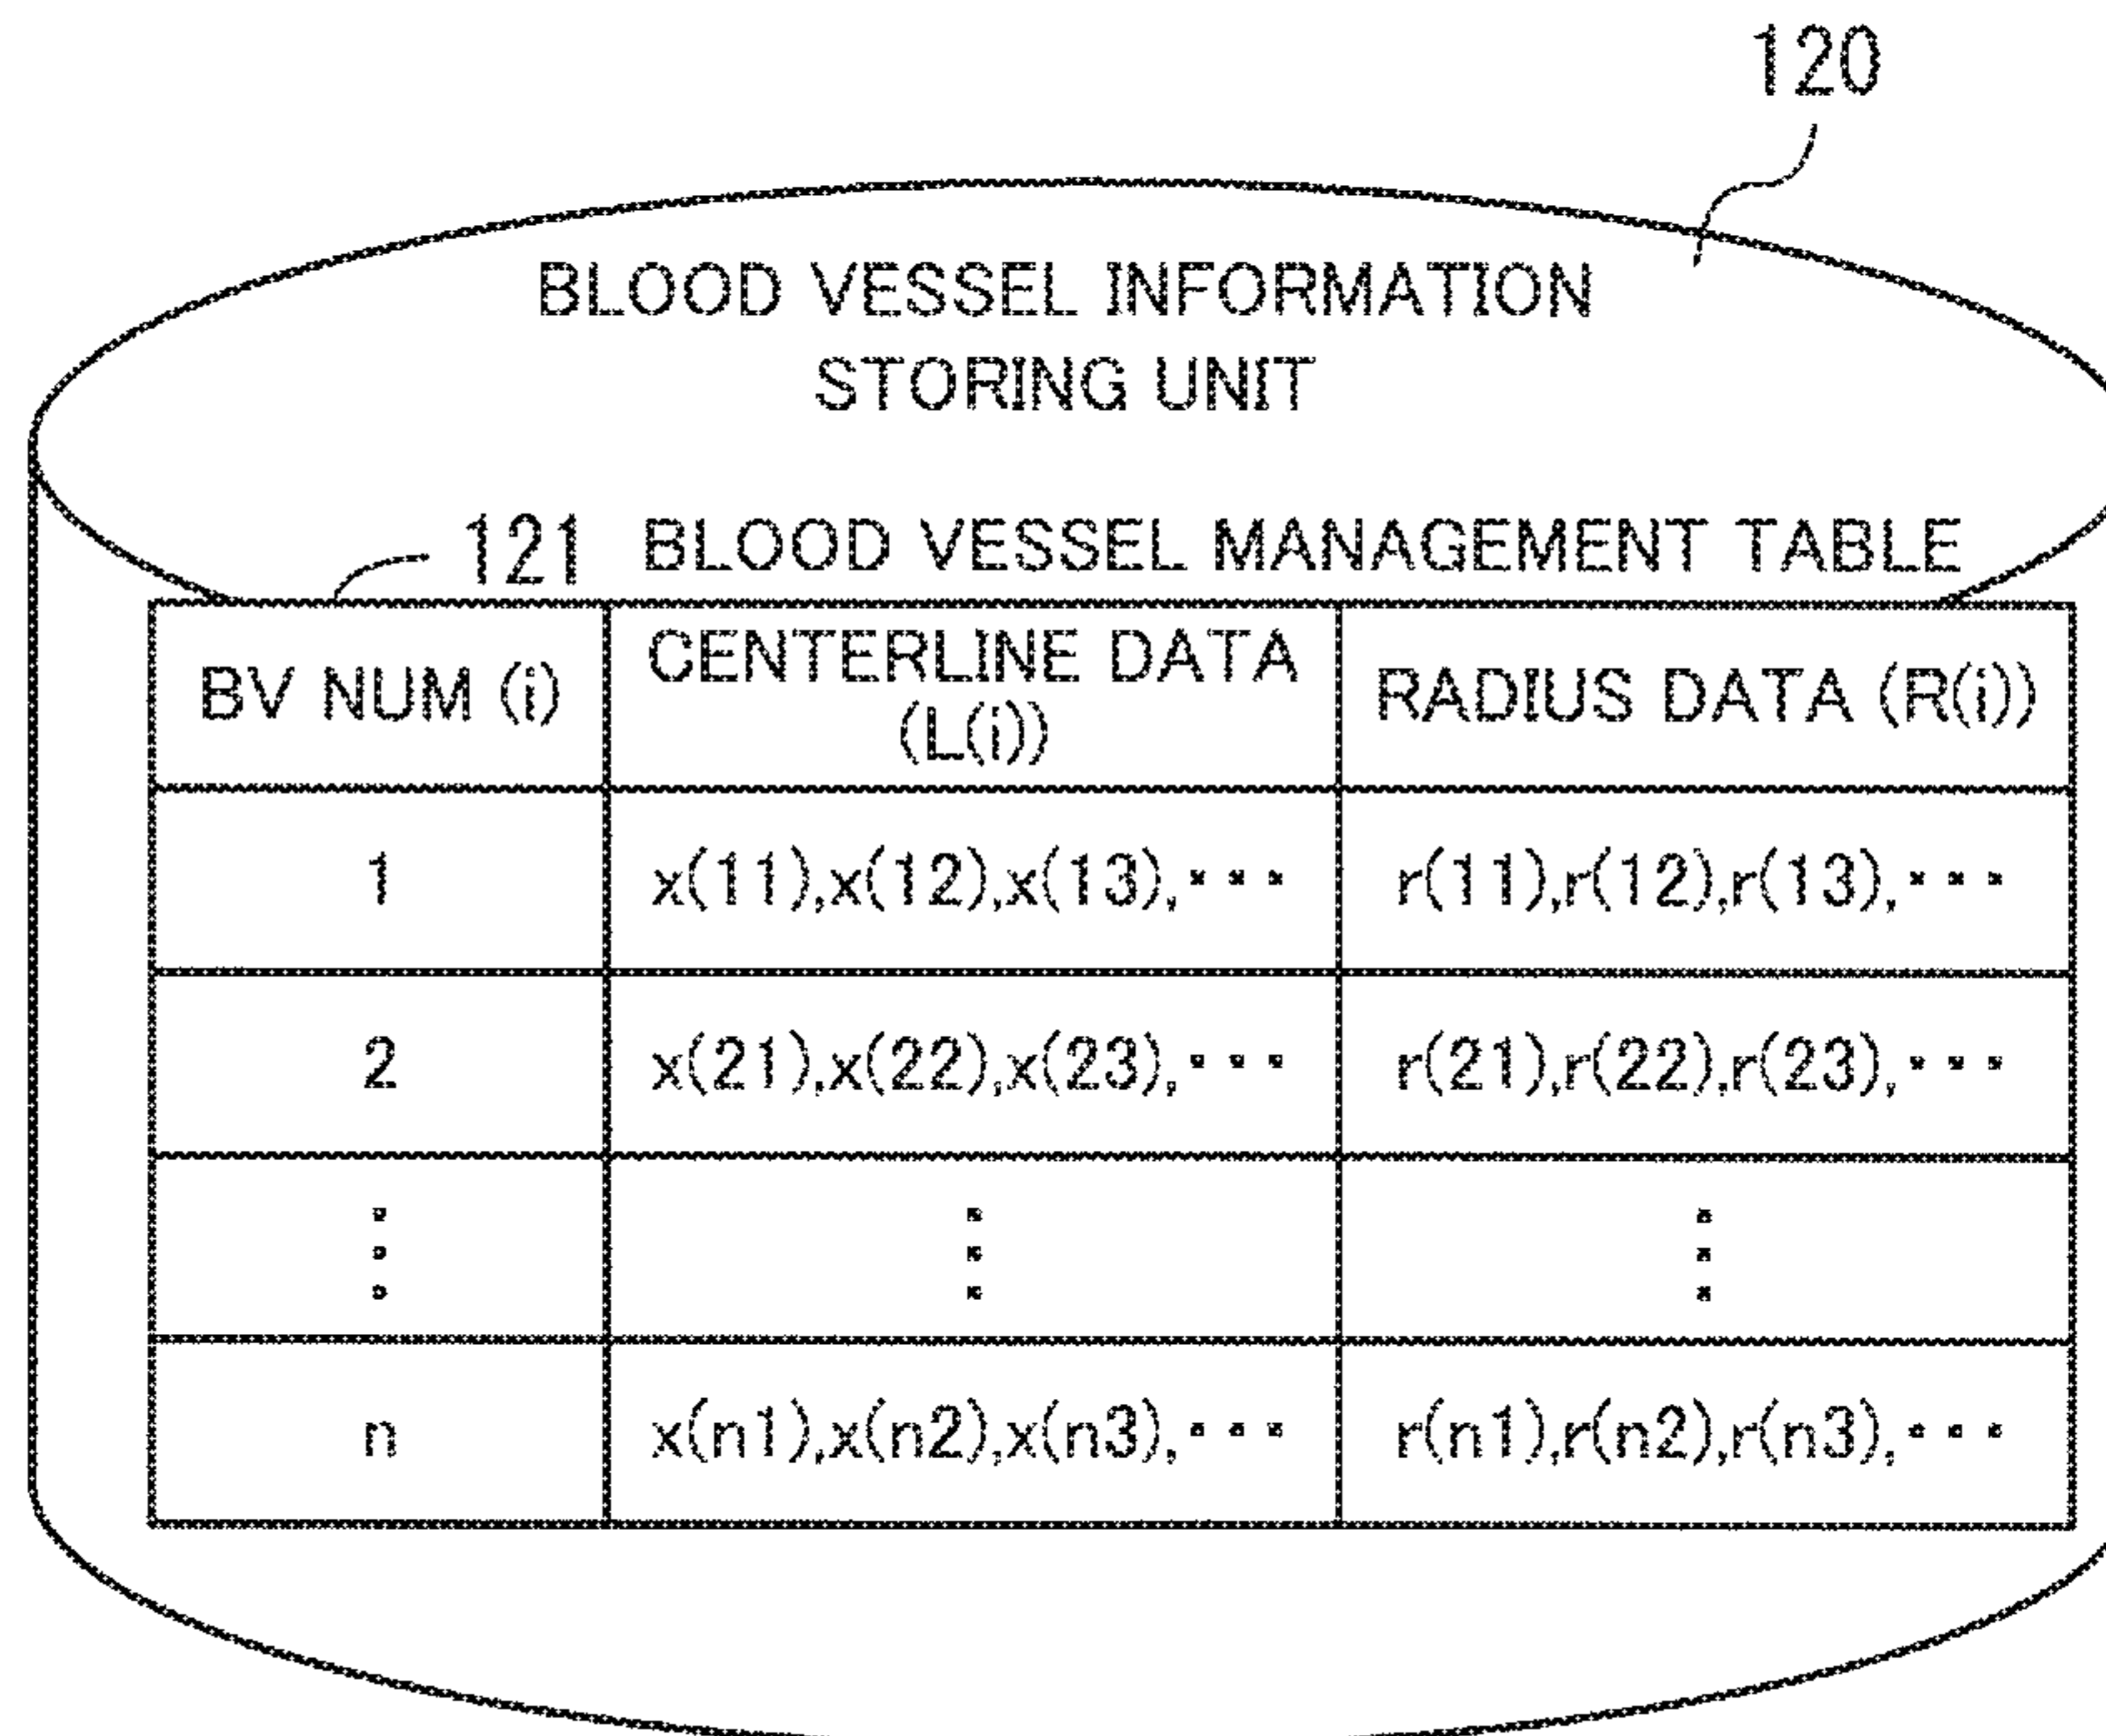 120
BLOOD VESSEL INFORMATION
STORING UNIT
121 BLOOD VESSEL MANAGEMENT TABLE
BV NUM (i)
CENTERLINE DATA
(L(i))
RADIUS DATA (R(i))
1
x(11),x(12),x(13),・・・
r(11),r(12),r(13),・・・
2
x(21),x(22),x(23),・・・
r(21),r(22),r(23),・・・
n
x(n1),x(n2),x(n3),・・・
r(n1),r(n2),r(n3),・・・